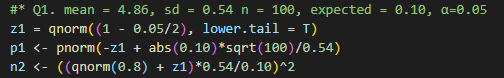 #* Q1. mean = 4.86, sd = 0.54 n = 100, expected = 0.10, α=0.05
z1 = qnorm((1 - 0.05/2), lower.tail = T)
p1 <- pnorm(-z1 + abs(0.10)*sqrt(100)/0.54)
n2 <- ((qnorm(0.8) + z1)*0.54/0.10)^2